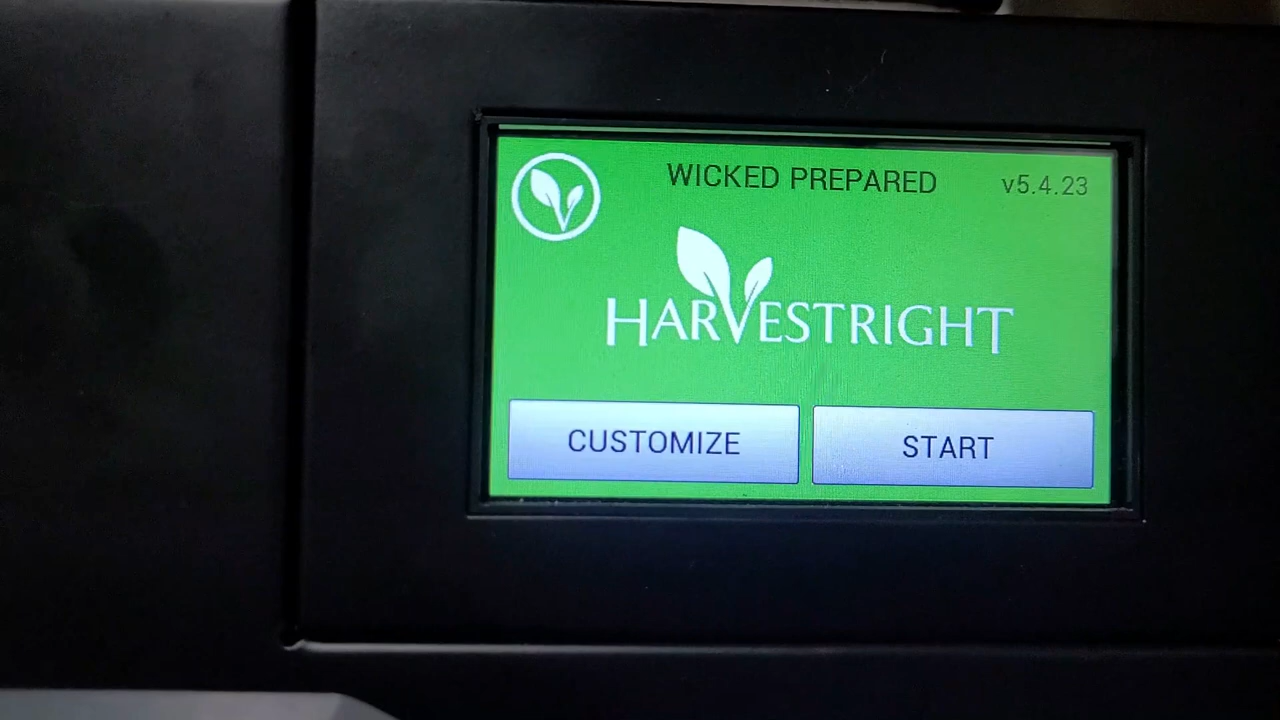 WICKED PREPARED
v5.4.23
HARVESTRIGHT
CUSTOMIZE
START